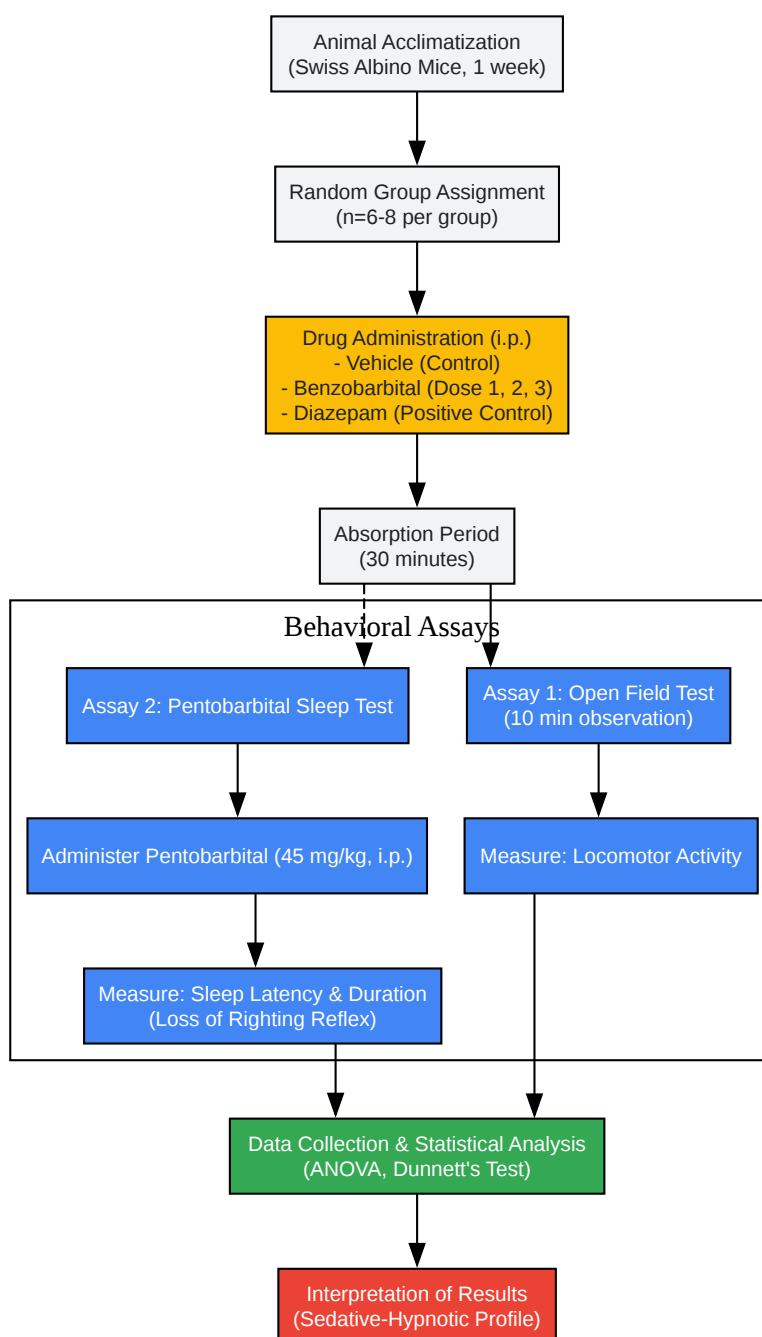 Animal Acclimatization
(Swiss Albino Mice, 1 week)
Random Group Assignment
(n=6-8 per group)
Drug Administration (i.p.)
- Vehicle (Control)
- Benzobarbital (Dose 1, 2, 3)
- Diazepam (Positive Control)
Absorption Period
(30 minutes)
Behavioral Assays
Assay 2: Pentobarbital Sleep Test
Assay 1: Open Field Test
(10 min observation)
Administer Pentobarbital (45 mg/kg, i.p.)
Measure: Locomotor Activity
Measure: Sleep Latency & Duration
(Loss of Righting Reflex)
Data Collection & Statistical Analysis
(ANOVA, Dunnett's Test)
Interpretation of Results
(Sedative-Hypnotic Profile)